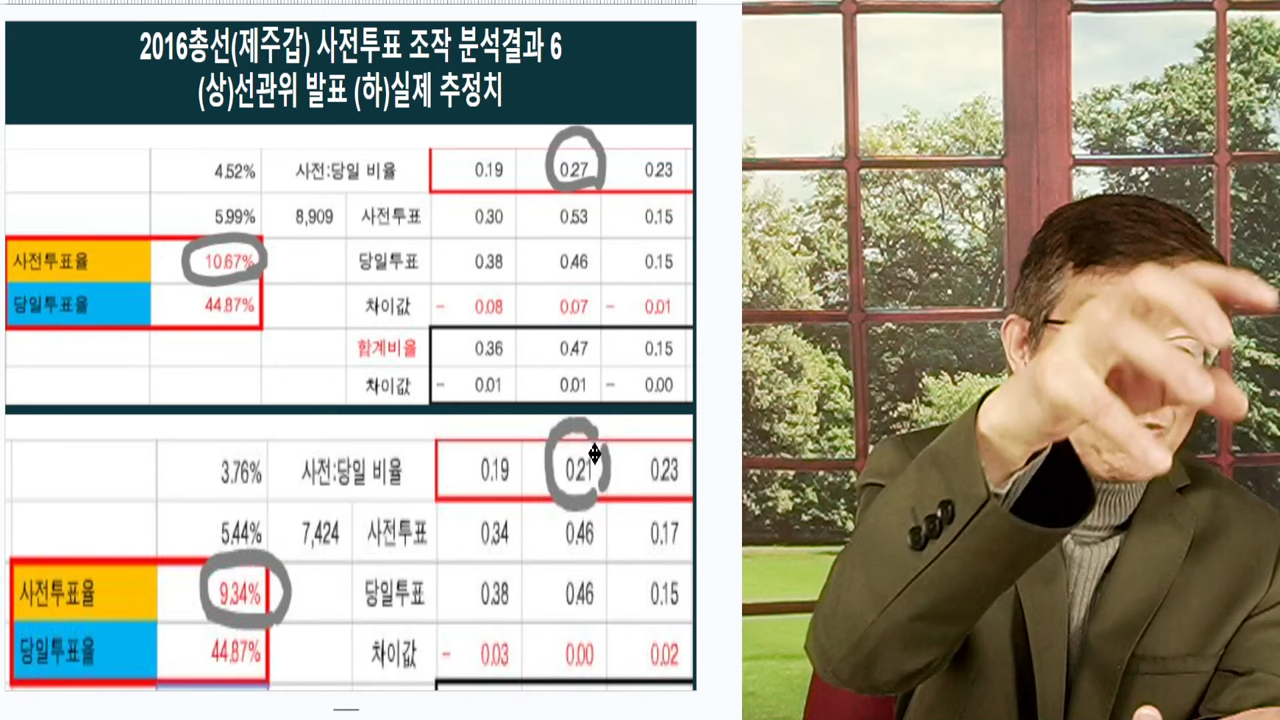 2016총선(제주갑) 사전투표 조작 분석결과 6
(상)선관위 발표 (하)실제 추정치
4.52% 사전:당일 비율 0.19 0.27 0.23
5.99% 8,909 사전투표 0.30 0.53 0.15
사전투표율 10.67% 당일투표 0.38 0.46 0.15
당일투표율 44.87% 차이값 - 0.08 0.07 - 0.01
합계비율 0.36 0.47 0.15
차이값 - 0.01 0.01 - 0.00
3.76% 사전:당일 비율 0.19 0.21 0.23
5.44% 7,424 사전투표 0.34 0.46 0.17
사전투표율 9.34% 당일투표 0.38 0.46 0.15
당일투표율 44.87% 차이값 - 0.03 0.00 0.02